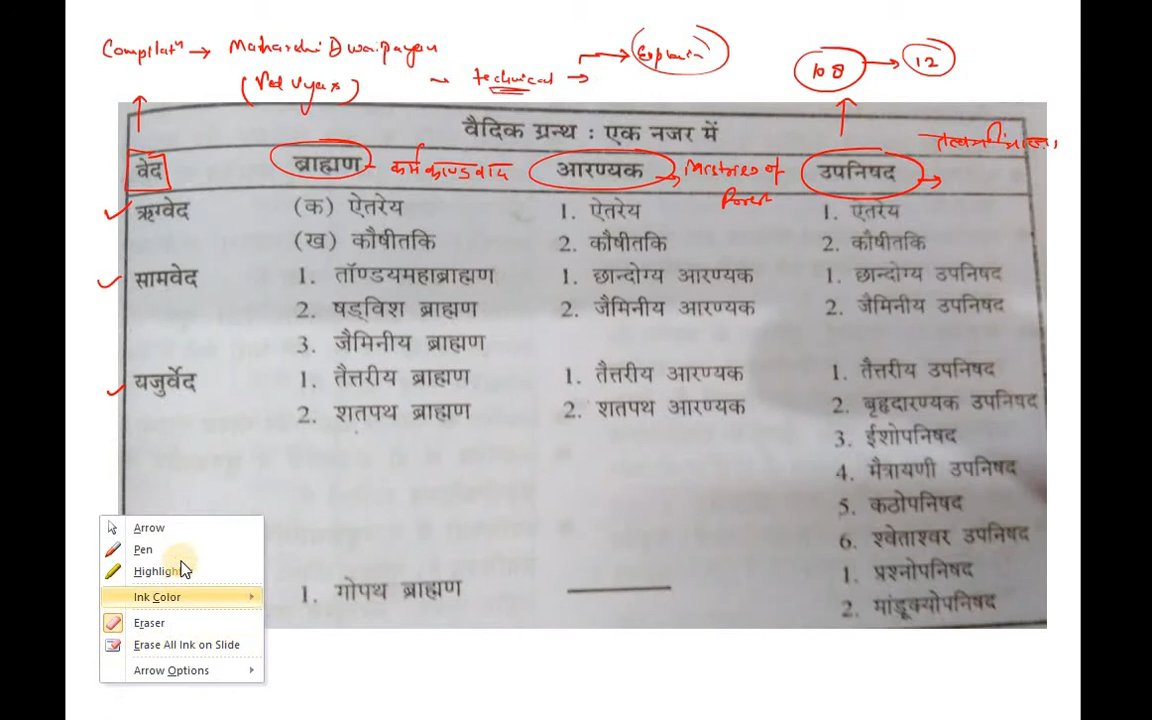 Compilatⁿ → Maharshi Dwaipayan
(Ved Vyas)
technical →
Explain
108 → 12
वैदिक ग्रन्थ : एक नजर में
वेद ब्राह्मण - कर्मकाण्डवाद आरण्यक → of Forest उपनिषद →
ऋग्वेद (क) ऐतरेय 1. ऐतरेय 1. ऐतरेय
(ख) कौषीतकि 2. कौषीतकि 2. कौषीतकि
सामवेद 1. ताॅण्डयमहाब्राह्मण 1. छान्दोग्य आरण्यक 1. छान्दोग्य उपनिषद
2. षड्विश ब्राह्मण 2. जैमिनीय आरण्यक 2. जैमिनीय उपनिषद
3. जैमिनीय ब्राह्मण
यजुर्वेद 1. तैत्तरीय ब्राह्मण 1. तैत्तरीय आरण्यक 1. तैत्तरीय उपनिषद
2. शतपथ ब्राह्मण 2. शतपथ आरण्यक 2. बृहदारण्यक उपनिषद
3. ईशोपनिषद
4. मैत्रायणी उपनिषद
5. कठोपनिषद
6. श्वेताश्वर उपनिषद
1. प्रश्नोपनिषद
1. गोपथ ब्राह्मण 2. मांडूक्योपनिषद
Arrow
Pen
Highligh
Ink Color
Eraser
Erase All Ink on Slide
Arrow Options